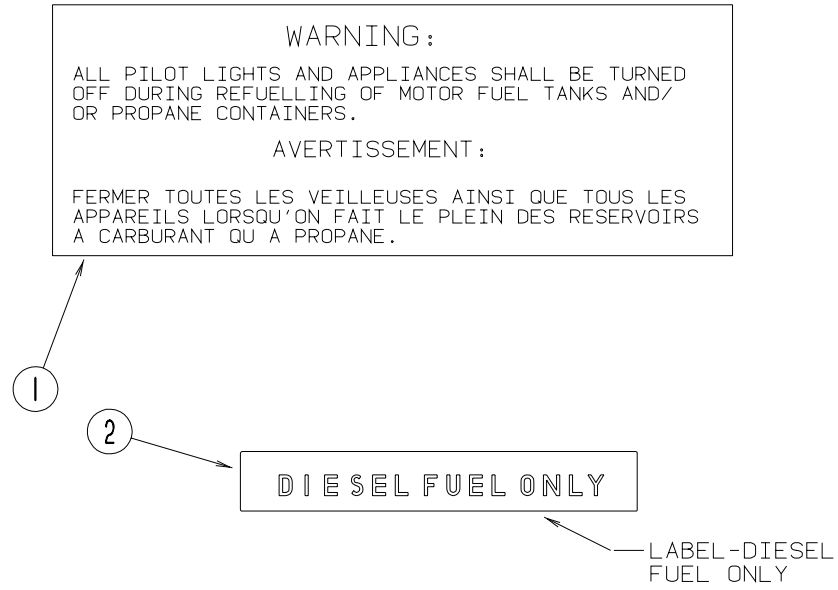 WARNING:
ALL PILOT LIGHTS AND APPLIANCES SHALL BE TURNED
OFF DURING REFUELLING OF MOTOR FUEL TANKS AND/
OR PROPANE CONTAINERS.
AVERTISSEMENT:
FERMER TOUTES LES VEILLEUSES AINSI QUE TOUS LES
APPAREILS LORSQU'ON FAIT LE PLEIN DES RESERVOIRS
A CARBURANT QU A PROPANE.
1
2
DIESEL FUEL ONLY
LABEL-DIESEL
FUEL ONLY